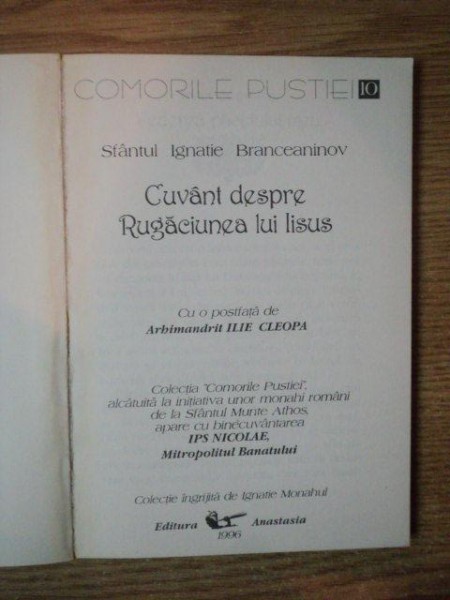 COMORILE PUSTIEI 10
Sfântul Ignatie Branceaninov
Cuvânt despre
Rugăciunea lui Iisus
Cu o postfață de
Arhimandrit ILIE CLEOPA
Colecția "Comorile Pustiei",
alcătuită la inițiativa unor monahi români
de la Sfântul Munte Athos,
apare cu binecuvântarea
IPS NICOLAE,
Mitropolitul Banatului
Colecție îngrijită de Ignatie Monahul
Editura Anastasia
1996